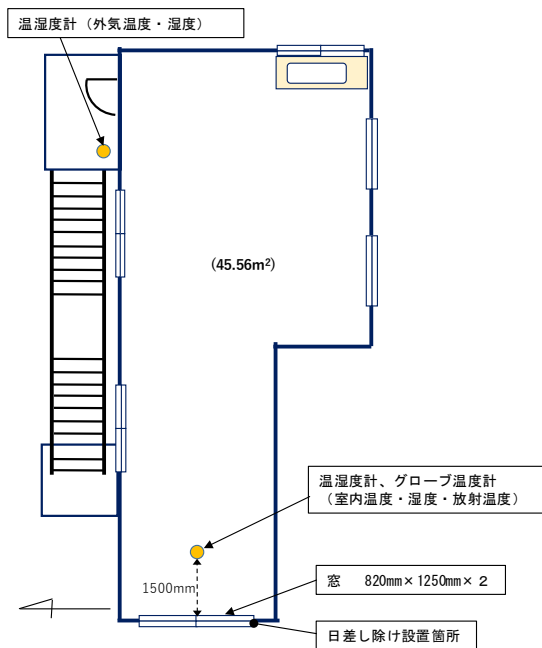 温湿度計（外気温度・湿度）
(45.56m²)
温湿度計、グローブ温度計
（室内温度・湿度・放射温度）
1500mm
窓　820mm×1250mm×２
日差し除け設置箇所